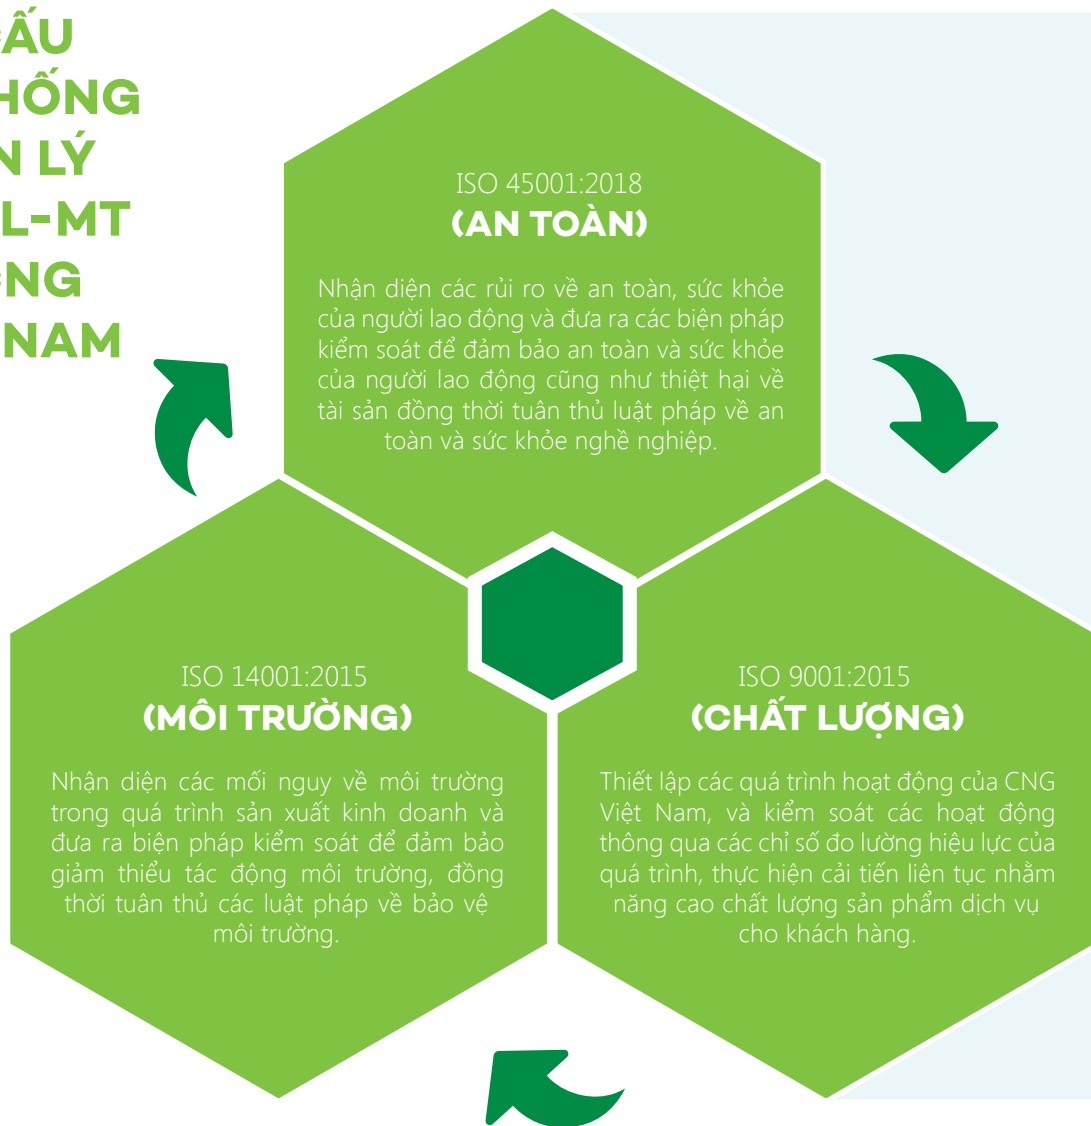 ẤU
HỐNG
N LÝ
L-MT
NG
NAM
ISO 45001:2018
(AN TOÀN)
Nhận diện các rủi ro về an toàn, sức khỏe
của người lao động và đưa ra các biện pháp
kiểm soát để đảm bảo an toàn và sức khỏe
của người lao động cũng như thiệt hại về
tài sản đồng thời tuân thủ luật pháp về an
toàn và sức khỏe nghề nghiệp.
ISO 14001:2015
(MÔI TRƯỜNG)
Nhận diện các mối nguy về môi trường
trong quá trình sản xuất kinh doanh và
đưa ra biện pháp kiểm soát để đảm bảo
giảm thiểu tác động môi trường, đồng
thời tuân thủ các luật pháp về bảo vệ
môi trường.
ISO 9001:2015
(CHẤT LƯỢNG)
Thiết lập các quá trình hoạt động của CNG
Việt Nam, và kiểm soát các hoạt động
thông qua các chỉ số đo lường hiệu lực của
quá trình, thực hiện cải tiến liên tục nhằm
năng cao chất lượng sản phẩm dịch vụ
cho khách hàng.